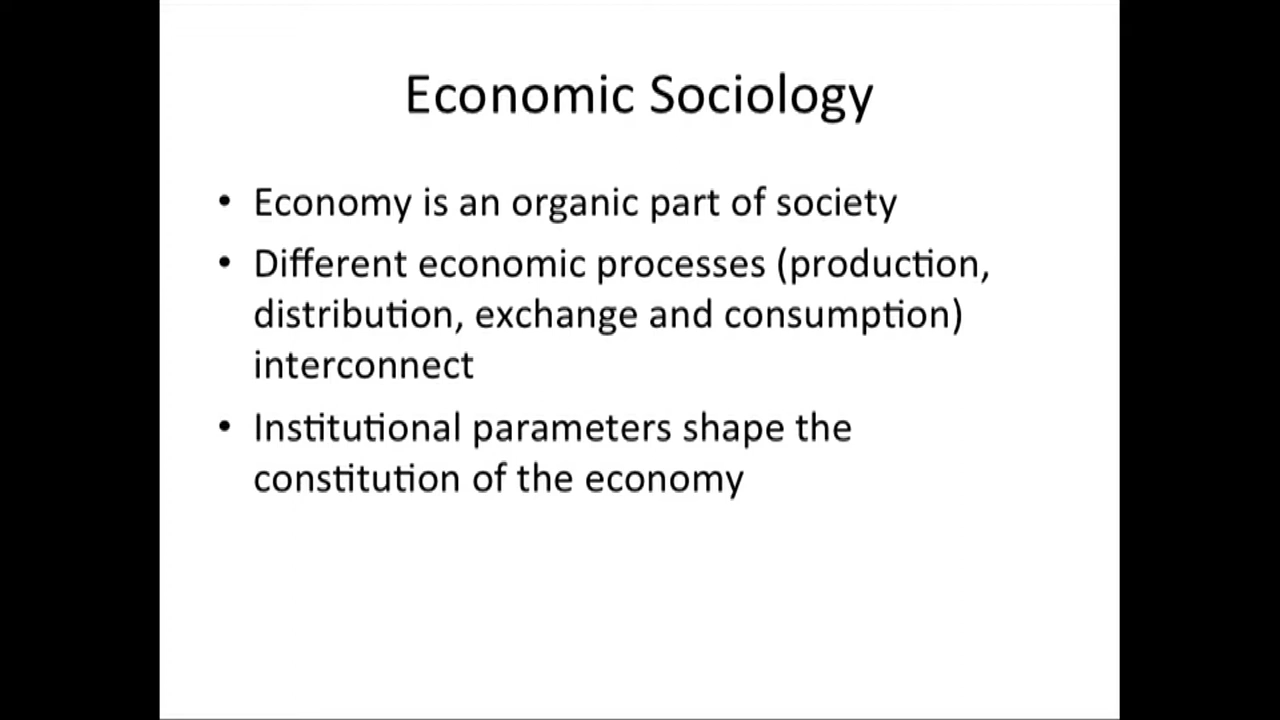 Economic Sociology
• Economy is an organic part of society
• Different economic processes (production,
distribution, exchange and consumption)
interconnect
• Institutional parameters shape the
constitution of the economy